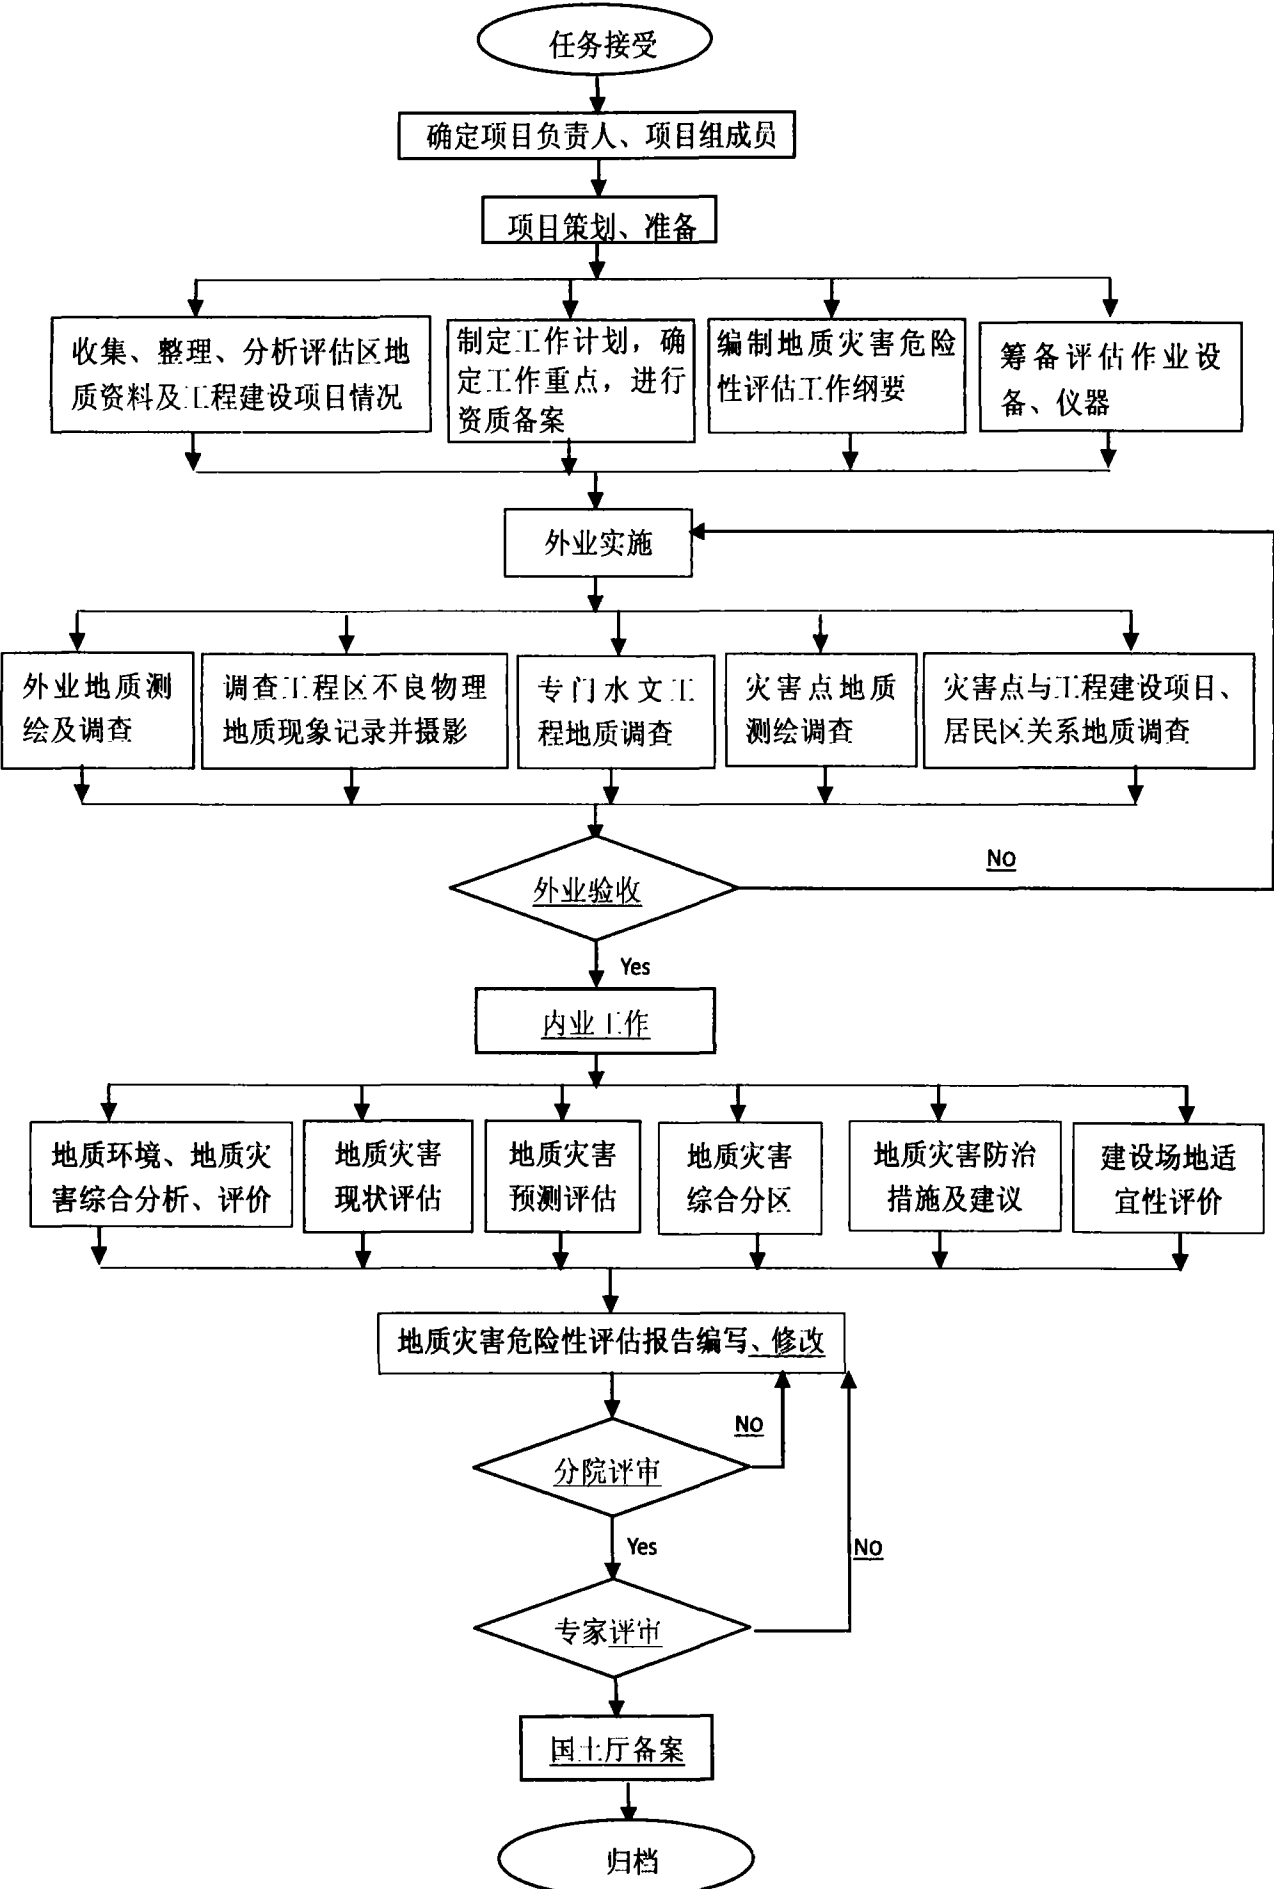 任务接受
确定项目负责人、项目组成员
项目策划、准备
收集、整理、分析评估区地
质资料及工程建设项目情况
制定工作计划，确
定工作重点，进行
资质备案
编制地质灾害危险
性评估工作纲要
筹备评估作业设
备、仪器
外业实施
外业地质测
绘及调查
调查工程区不良物理
地质现象记录并摄影
专门水文工
程地质调查
灾害点地质
测绘调查
灾害点与工程建设项目、
居民区关系地质调查
外业验收
No
Yes
内业工作
地质环境、地质灾
害综合分析、评价
地质灾害
现状评估
地质灾害
预测评估
地质灾害
综合分区
地质灾害防治
措施及建议
建设场地适
宜性评价
地质灾害危险性评估报告编写、修改
No
分院评审
Yes
No
专家评审
国土厅备案
归档